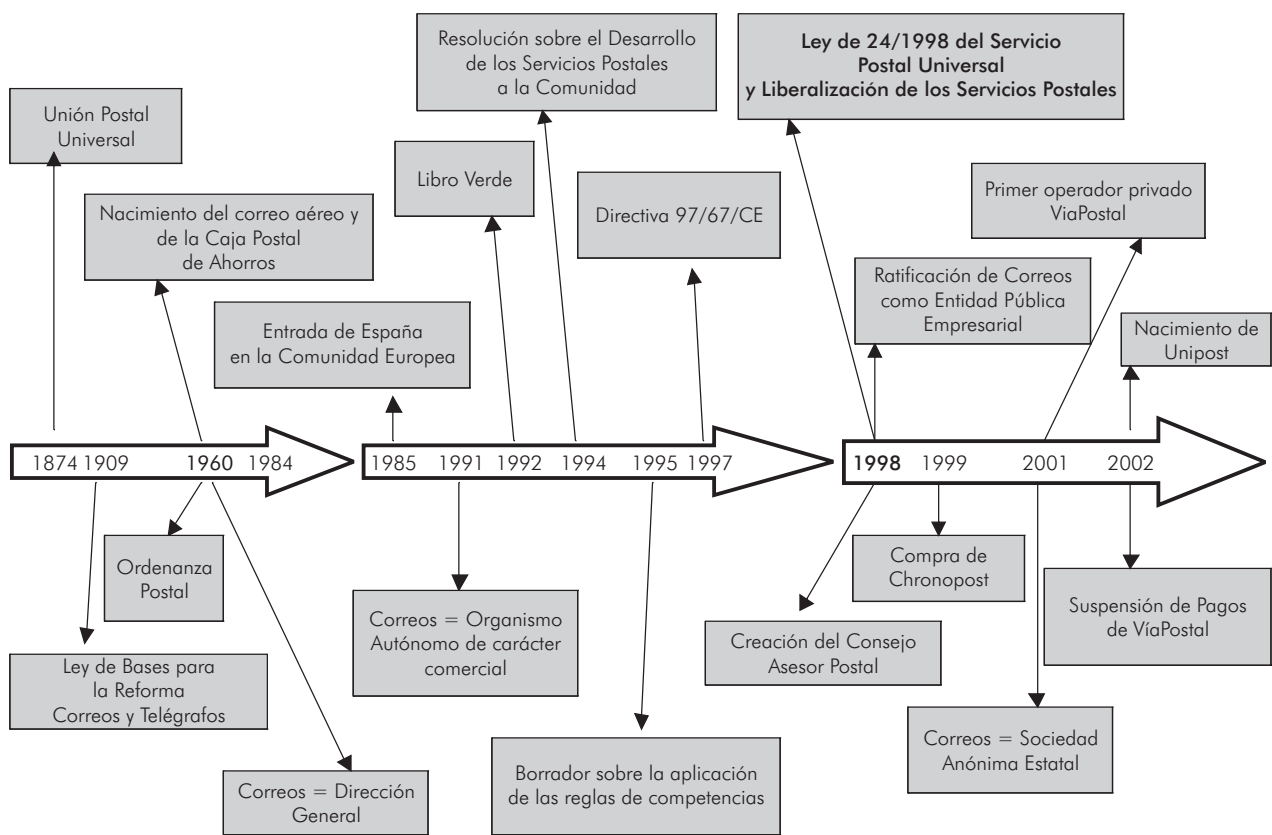 Resolución sobre el Desarrollo
de los Servicios Postales
a la Comunidad
Ley de 24/1998 del Servicio
Postal Universal
y Liberalización de los Servicios Postales
Unión Postal
Universal
Libro Verde
Directiva 97/67/CE
Primer operador privado
ViaPostal
Nacimiento del correo aéreo y
de la Caja Postal
de Ahorros
Ratificación de Correos
como Entidad Pública
Empresarial
Entrada de España
en la Comunidad Europea
Nacimiento de
Unipost
1874 1909 1960 1984 1985 1991 1992 1994 1995 1997 1998 1999 2001 2002
Ordenanza
Postal
Compra de
Chronopost
Correos = Organismo
Autónomo de carácter
comercial
Suspensión de Pagos
de VíaPostal
Creación del Consejo
Asesor Postal
Ley de Bases para
la Reforma
Correos y Telégrafos
Correos = Sociedad
Anónima Estatal
Borrador sobre la aplicación
de las reglas de competencias
Correos = Dirección
General